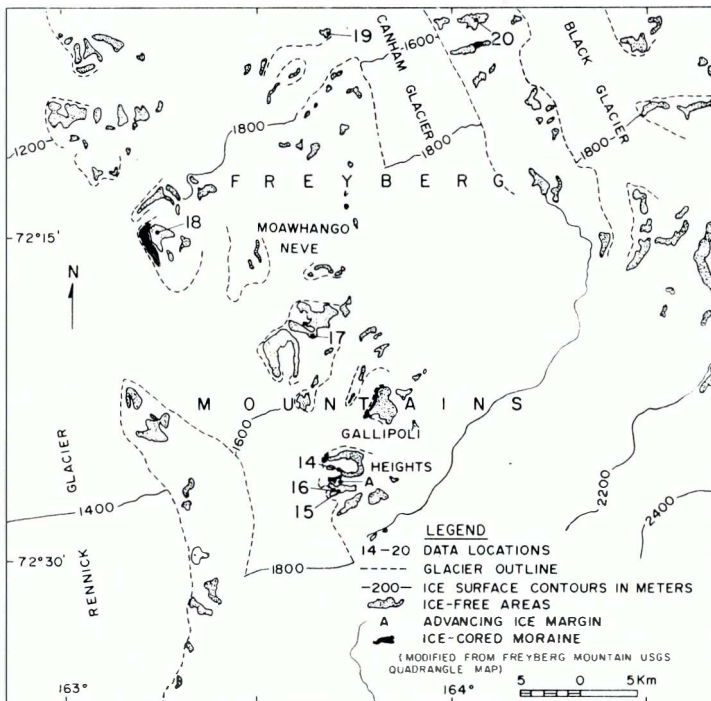 19
20
CANHAM
GLACIER
1600
BLACK
GLACIER
1200
1800
1800
1800
FREYBERG
18
72°15'
MOAWHANGO
NEVE
N
17
MOUNTAINS
1600
GALLIPOLI
HEIGHTS
14
A
16
15
GLACIER
RENNICK
1400
1800
2200
2400
72°30'
LEGEND
14-20 DATA LOCATIONS
----- GLACIER OUTLINE
-200- ICE SURFACE CONTOURS IN METERS
ICE-FREE AREAS
A ADVANCING ICE MARGIN
ICE-CORED MORAINE
(MODIFIED FROM FREYBERG MOUNTAIN USGS
QUADRANGLE MAP)
163°
164°
5 0 5Km